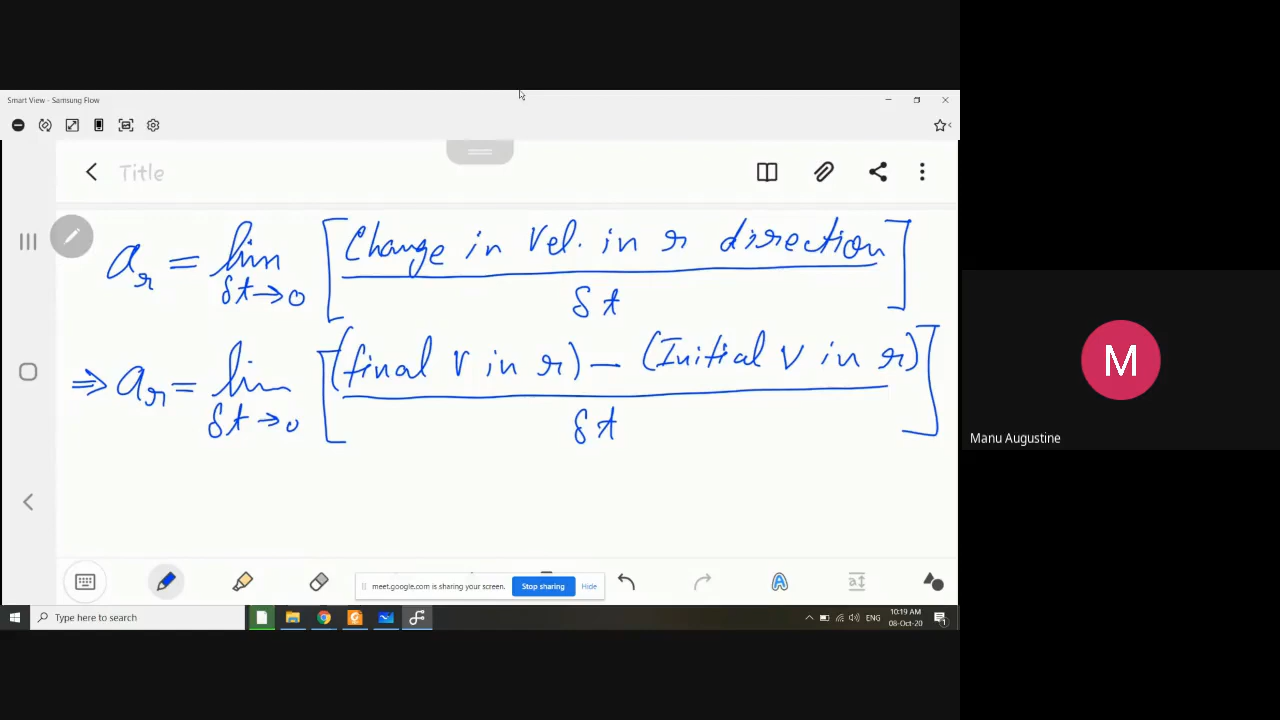 Smart View - Samsung Flow
Title
a_r = lim_{δt→0} [Change in Vel. in r direction / δt]
⇒ a_r = lim_{δt→0} [(final V in r) − (Initial V in r) / δt]
M
Manu Augustine
meet.google.com is sharing your screen. Stop sharing Hide
Type here to search
ENG
10:19 AM
08-Oct-20
1